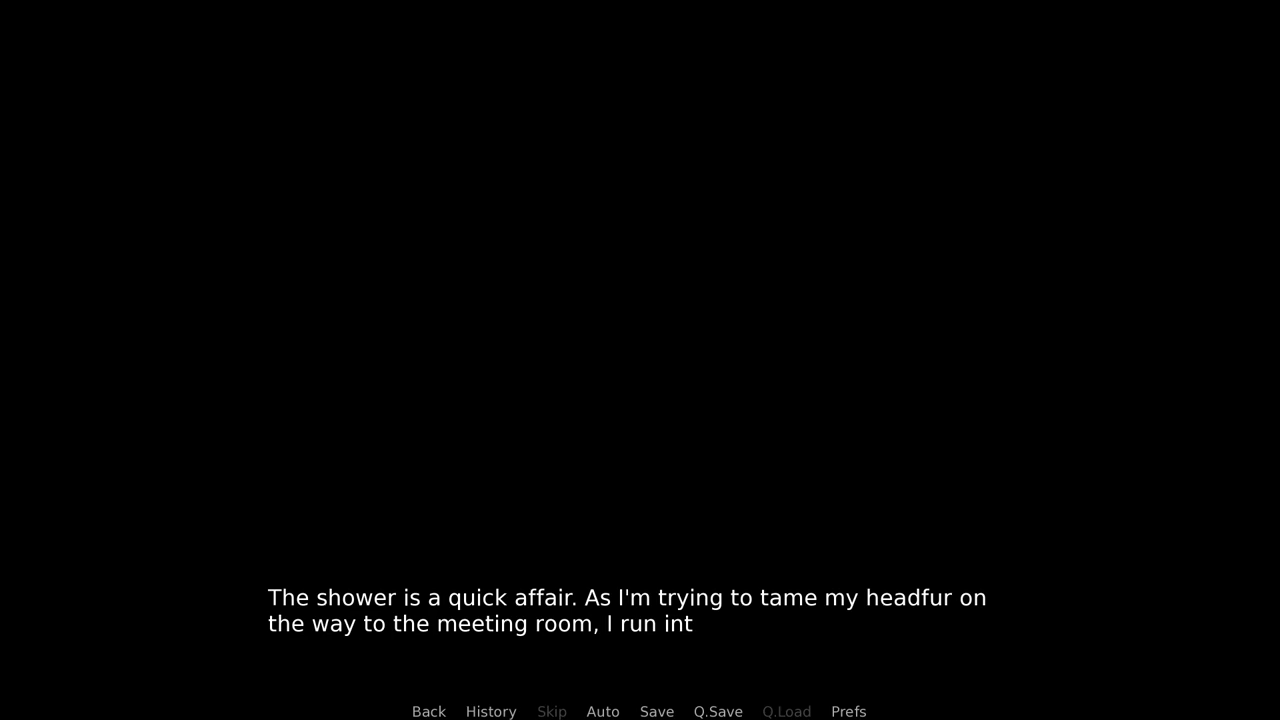 The shower is a quick affair. As I'm trying to tame my headfur on
the way to the meeting room, I run int
Back History Skip Auto Save Q.Save Q.Load Prefs